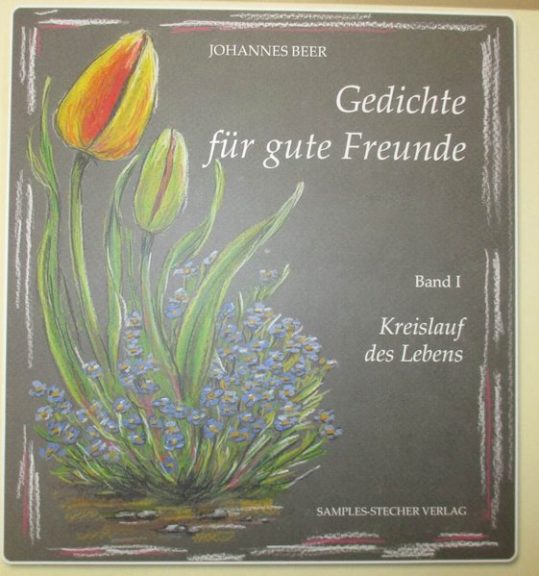 JOHANNES BEER
Gedichte
für gute Freunde
Band I
Kreislauf
des Lebens
SAMPLES-STECHER VERLAG